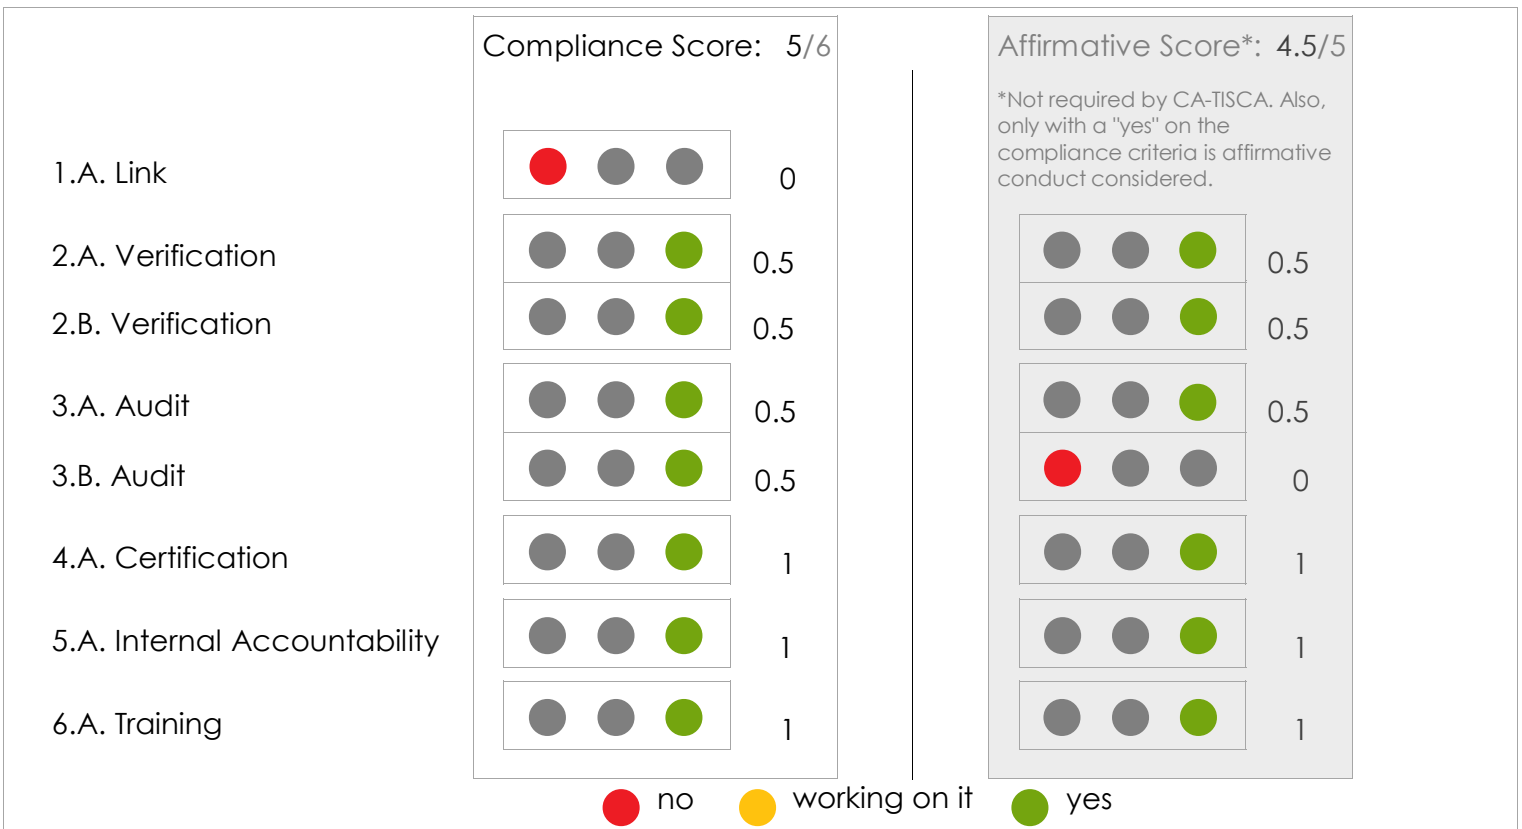 Compliance Score: 5/6
Affirmative Score*: 4.5/5
*Not required by CA-TISCA. Also,
only with a "yes" on the
compliance criteria is affirmative
conduct considered.
1.A. Link 0
2.A. Verification 0.5 0.5
2.B. Verification 0.5 0.5
3.A. Audit 0.5 0.5
3.B. Audit 0.5 0
4.A. Certification 1 1
5.A. Internal Accountability 1 1
6.A. Training 1 1
no working on it yes